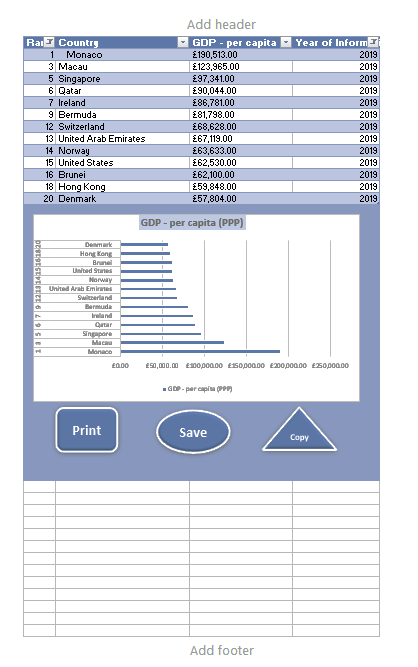 Add header
Ran Country GDP - per capita Year of Inform
1 Monaco £190,513.00 2019
3 Macau £123,965.00 2019
5 Singapore £97,341.00 2019
6 Qatar £90,044.00 2019
7 Ireland £86,781.00 2019
9 Bermuda £81,798.00 2019
12 Switzerland £68,628.00 2019
13 United Arab Emirates £67,119.00 2019
14 Norway £63,633.00 2019
15 United States £62,530.00 2019
16 Brunei £62,100.00 2019
18 Hong Kong £59,848.00 2019
20 Denmark £57,804.00 2019
GDP - per capita (PPP)
20 Denmark
18 Hong Kong
16 Brunei
15 United States
14 Norway
13 United Arab Emirates
12 Switzerland
9 Bermuda
7 Ireland
6 Qatar
5 Singapore
3 Macau
1 Monaco
£0.00 £50,000.00 £100,000.00 £150,000.00 £200,000.00 £250,000.00
GDP - per capita (PPP)
Print Save Copy
Add footer